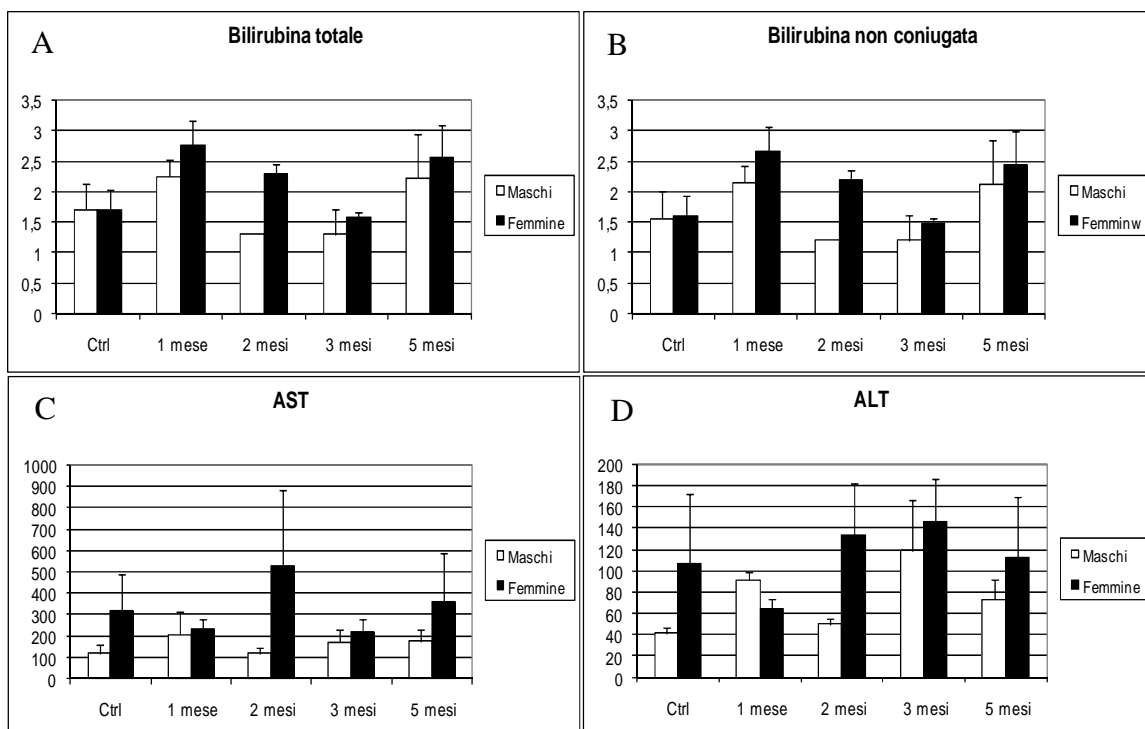 A
Bilirubina totale
3,5
3
2,5
2
1,5
1
0,5
0
Ctrl 1 mese 2 mesi 3 mesi 5 mesi
Maschi
Femmine
B
Bilirubina non coniugata
3,5
3
2,5
2
1,5
1
0,5
0
Ctrl 1 mese 2 mesi 3 mesi 5 mesi
Maschi
Femminw
C
AST
1000
900
800
700
600
500
400
300
200
100
0
Ctrl 1 mese 2 mesi 3 mesi 5 mesi
Maschi
Femmine
D
ALT
200
180
160
140
120
100
80
60
40
20
0
Ctrl 1 mese 2 mesi 3 mesi 5 mesi
Maschi
Femmine